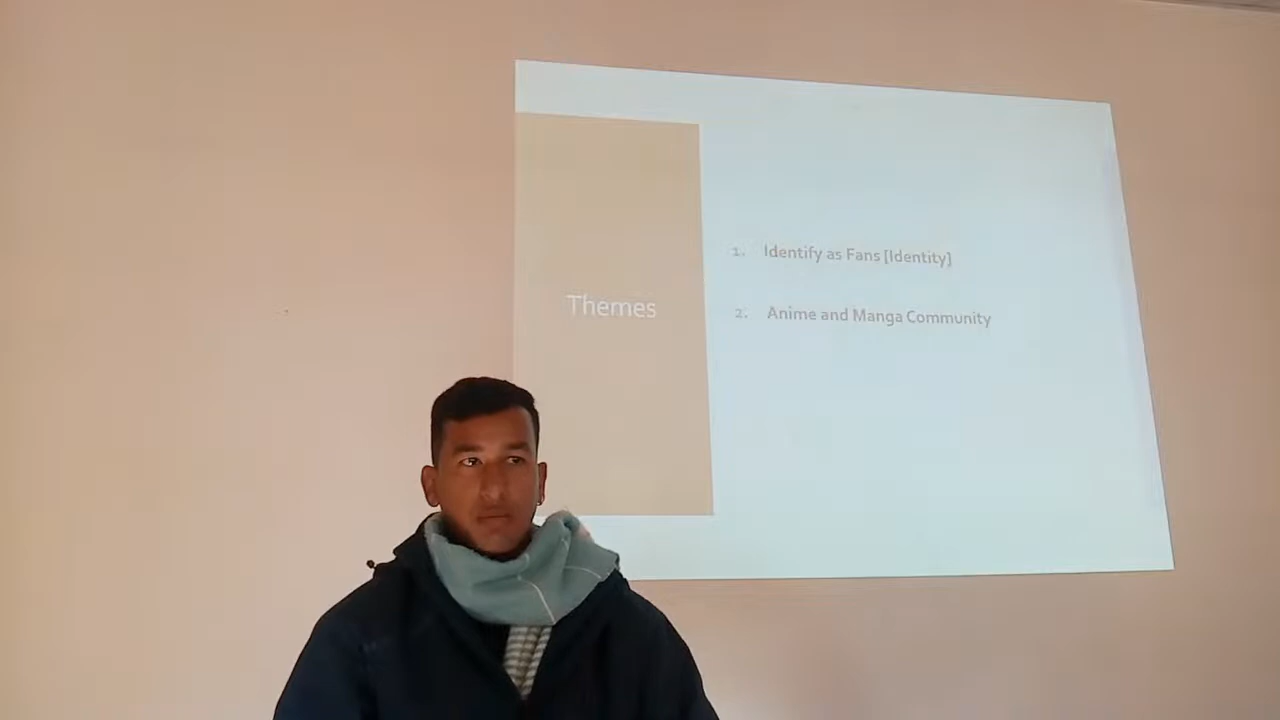 Themes
1. Identify as Fans [Identity]
2. Anime and Manga Community